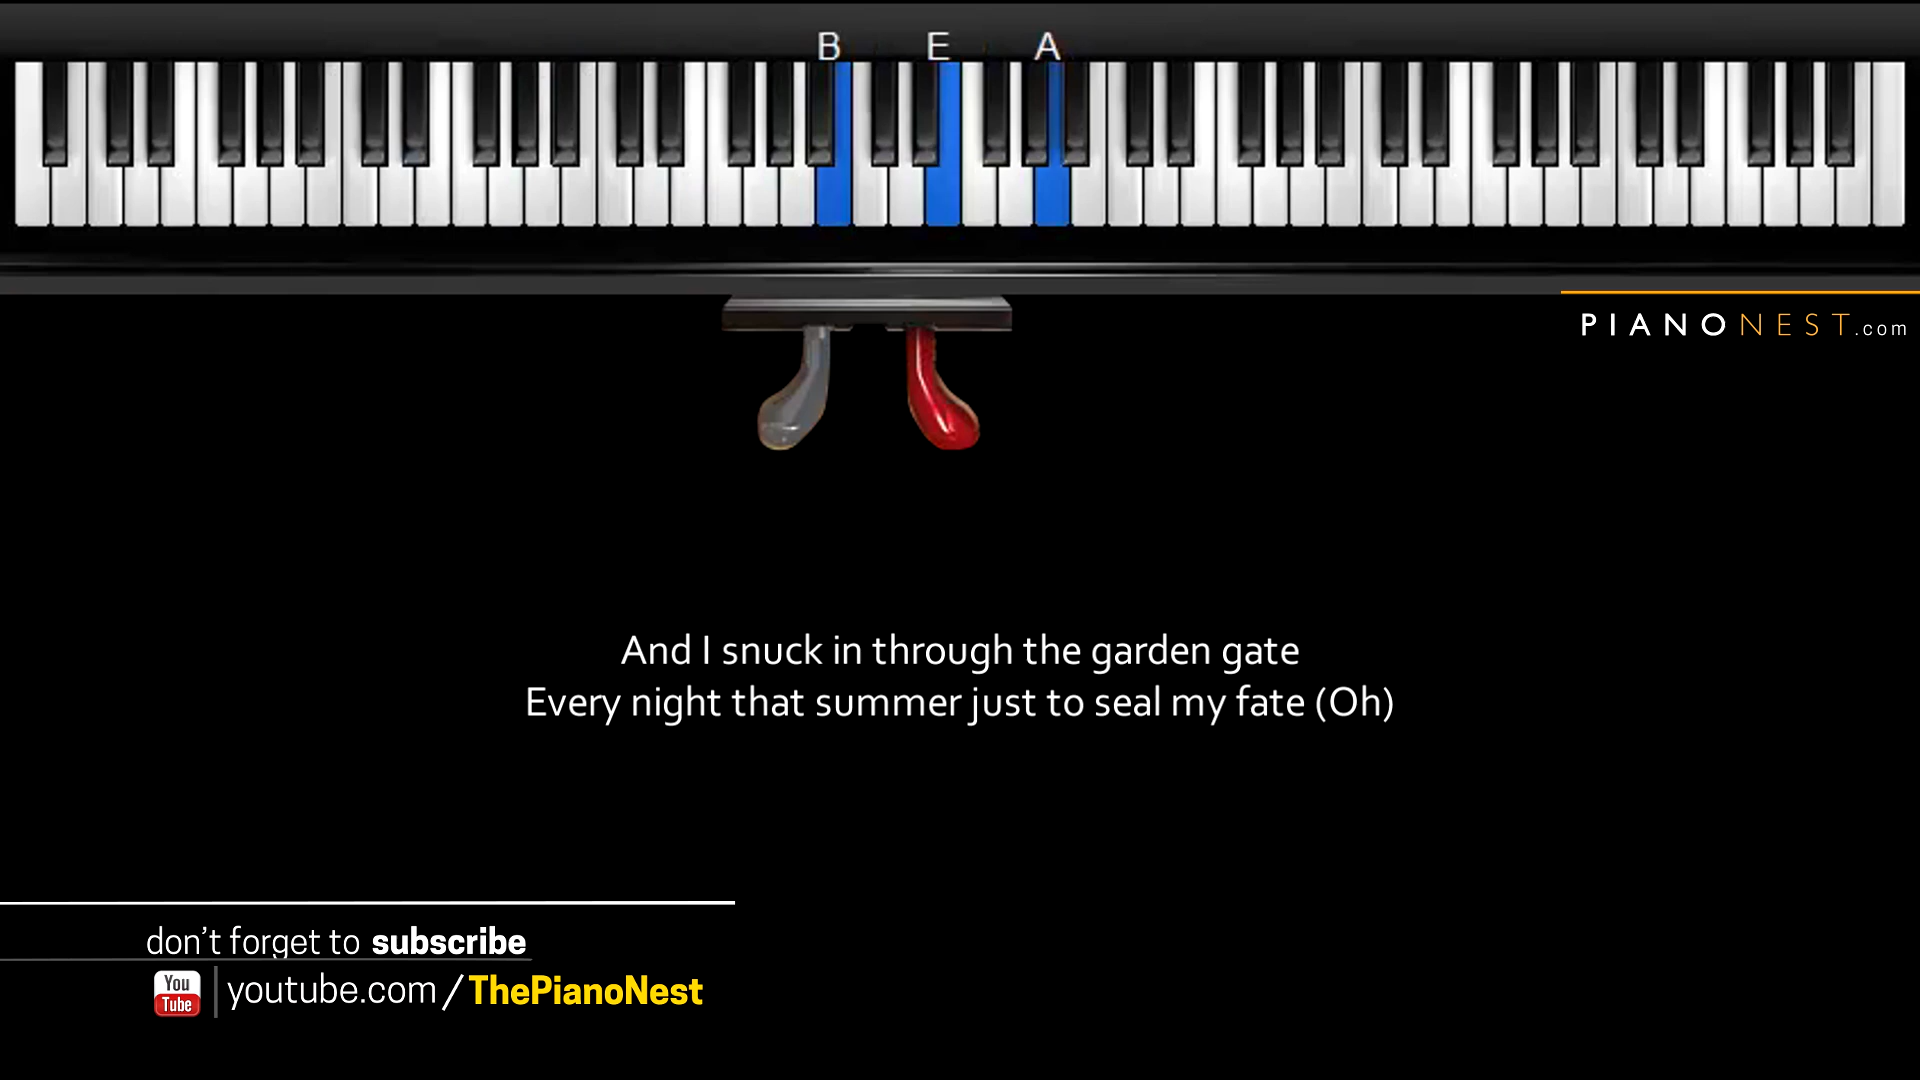 B E A
PIANONEST.com
And I snuck in through the garden gate
Every night that summer just to seal my fate (Oh)
don't forget to subscribe
You
Tube
youtube.com/ThePianoNest